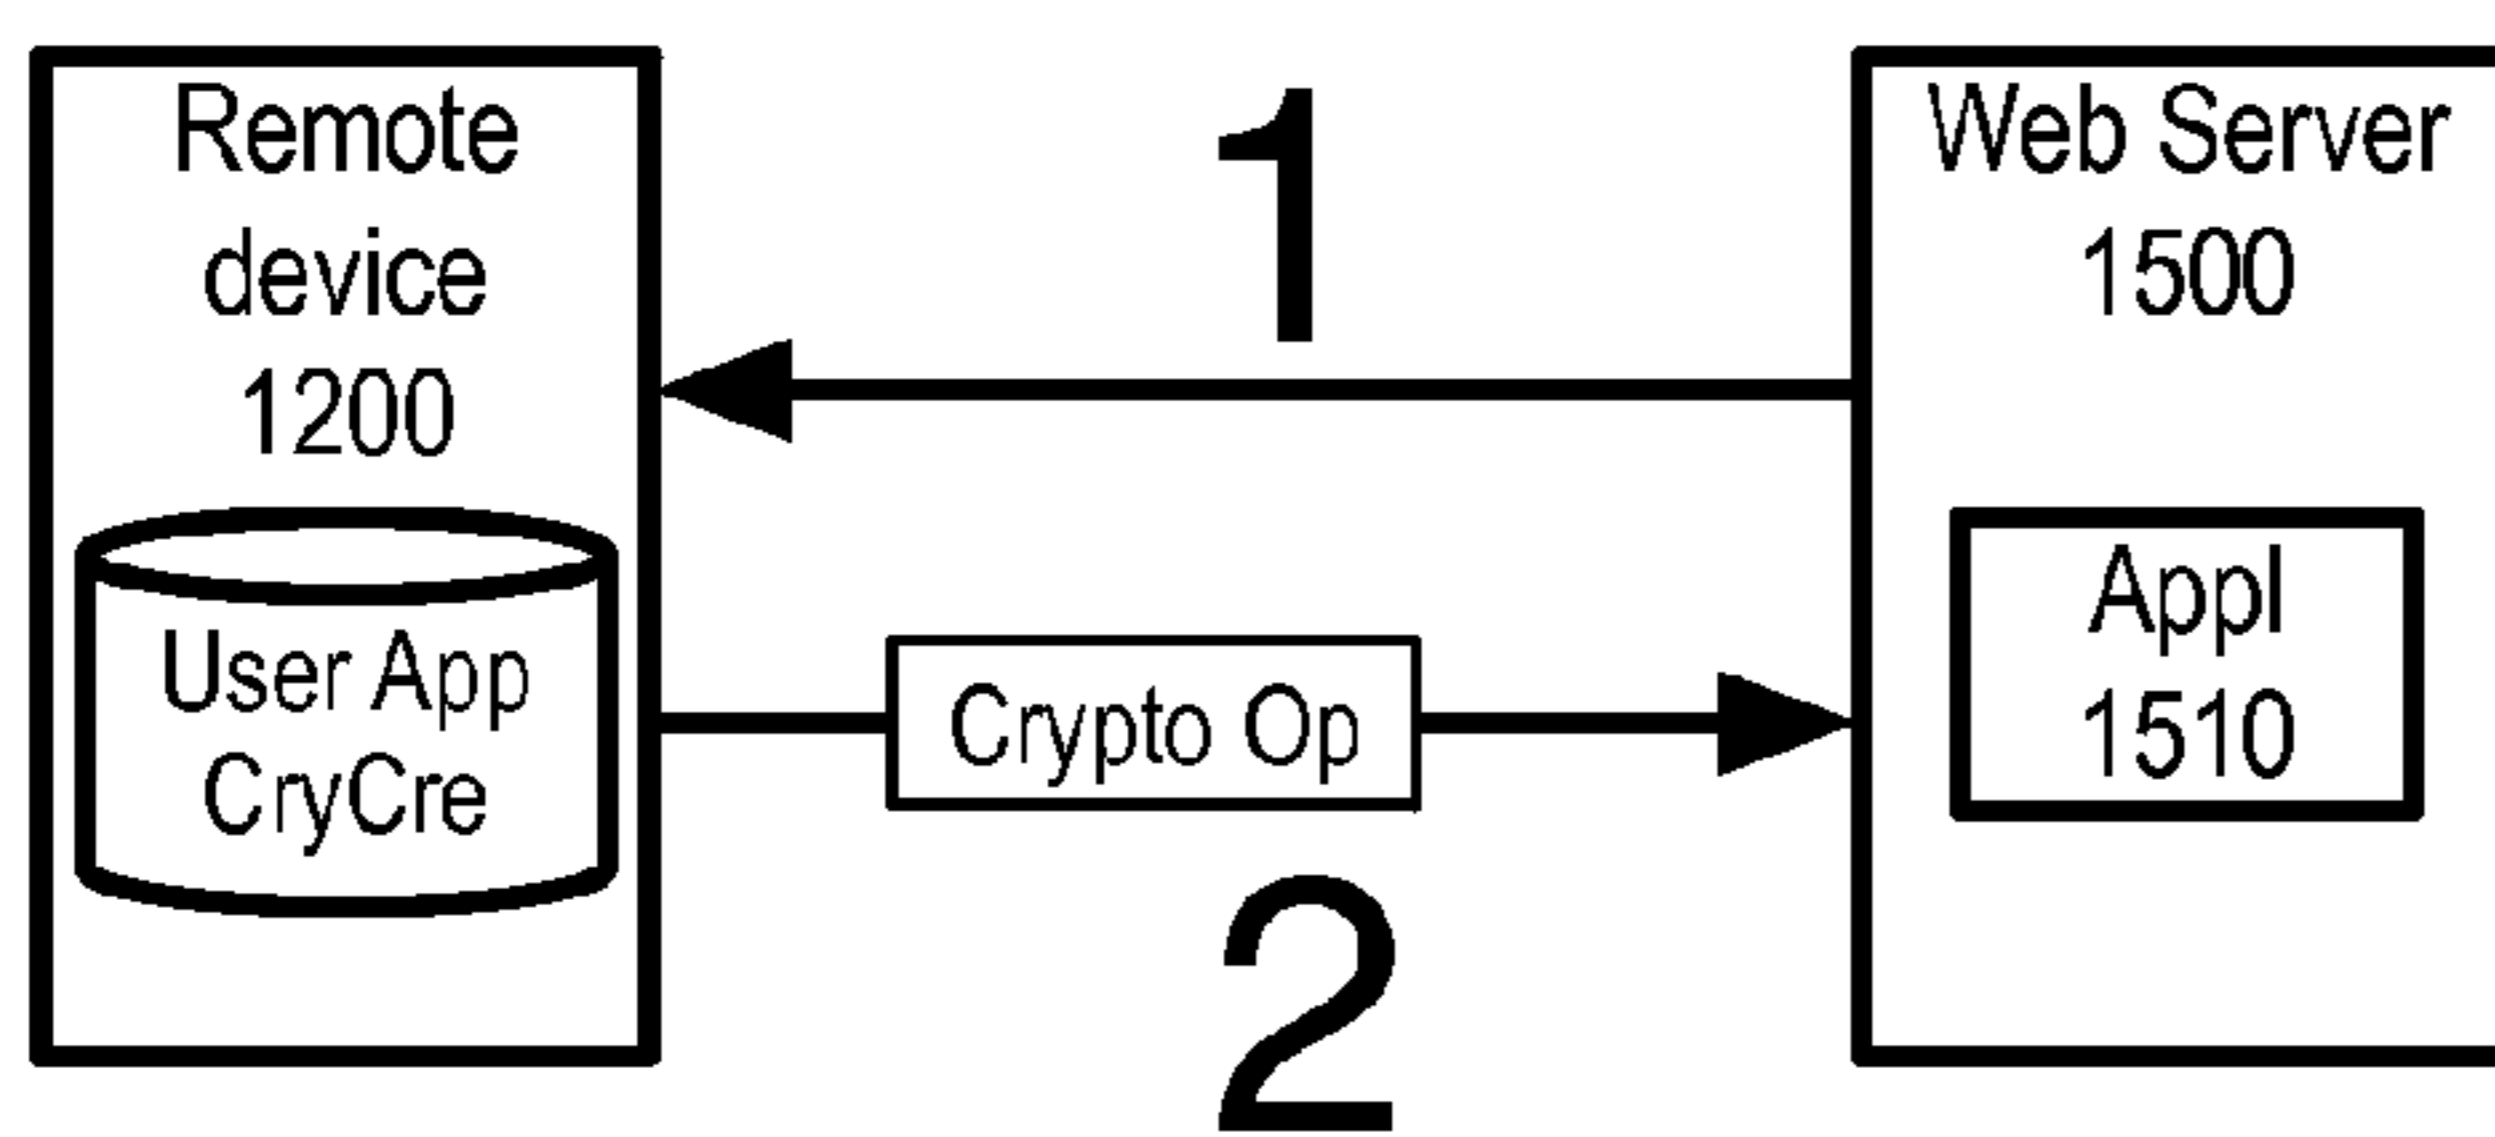 Remote
device
1200
User App
CryCre
1
Crypto Op
2
Web Server
1500
Appl
1510